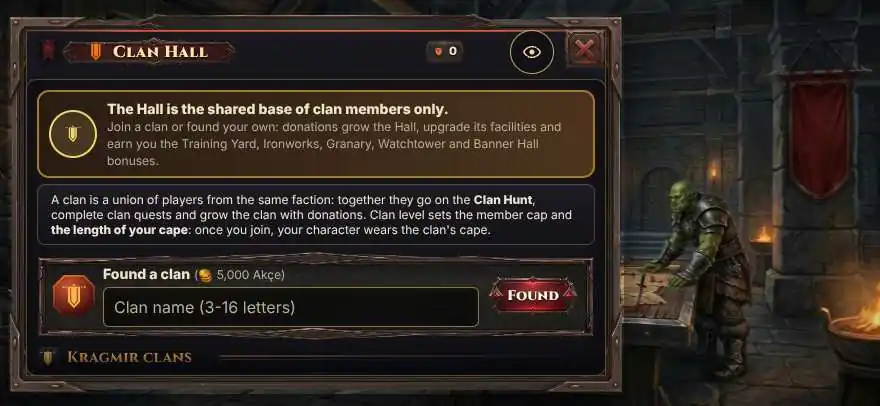 CLAN HALL
0
The Hall is the shared base of clan members only.
Join a clan or found your own: donations grow the Hall, upgrade its facilities and
earn you the Training Yard, Ironworks, Granary, Watchtower and Banner Hall
bonuses.
A clan is a union of players from the same faction: together they go on the Clan Hunt,
complete clan quests and grow the clan with donations. Clan level sets the member cap and
the length of your cape: once you join, your character wears the clan's cape.
Found a clan (5,000 Akçe)
Clan name (3-16 letters)
FOUND
KRAGMIR CLANS